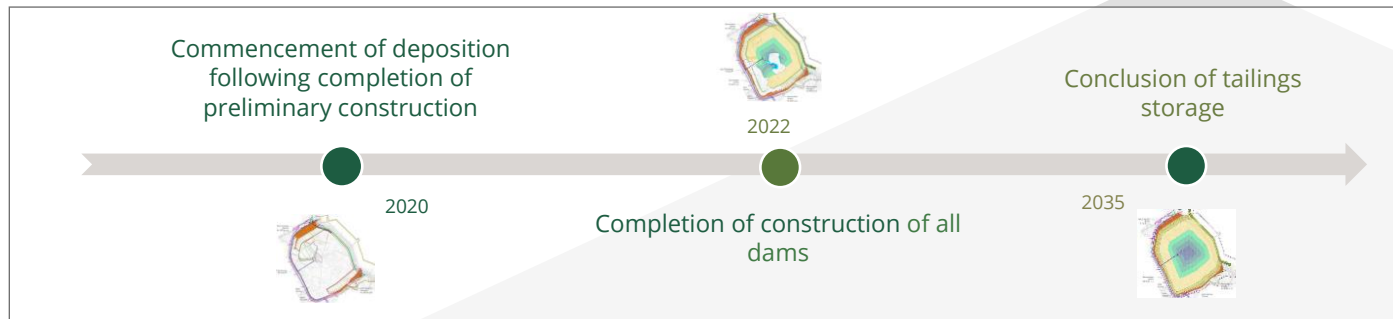 Commencement of deposition
following completion of
preliminary construction
2020
2022
Completion of construction of all
dams
Conclusion of tailings
storage
2035